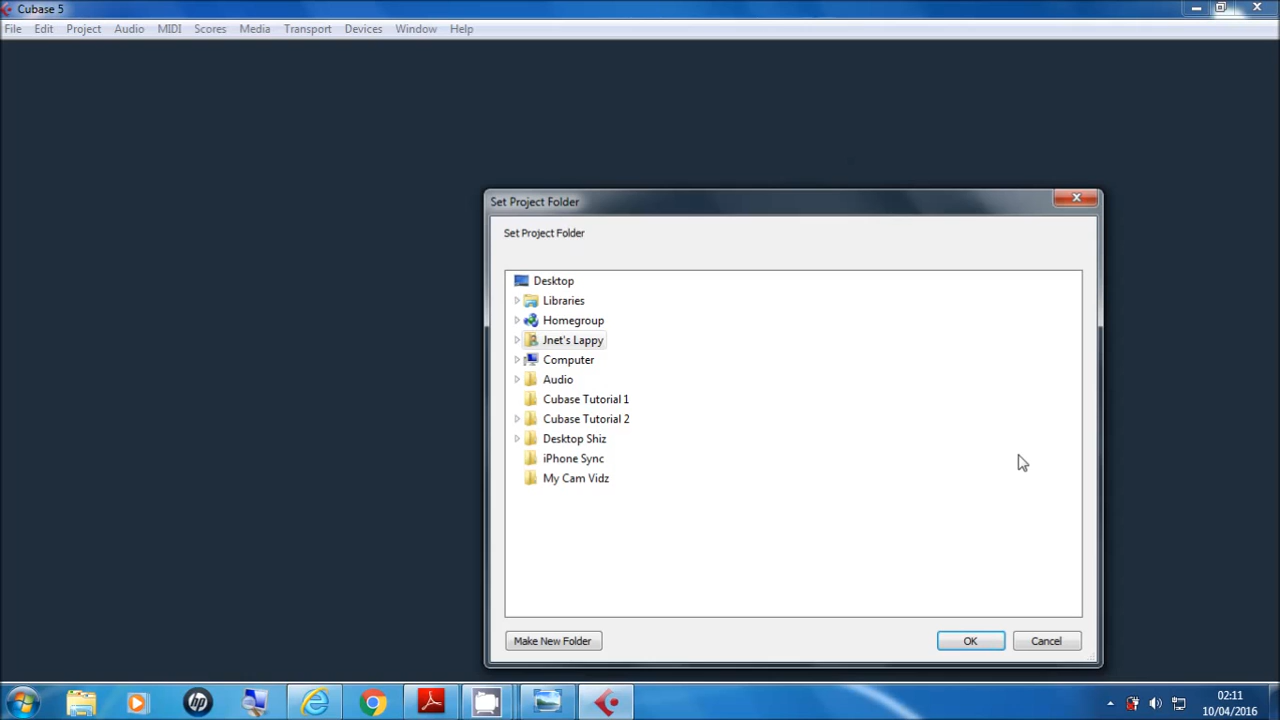 Cubase 5
File Edit Project Audio MIDI Scores Media Transport Devices Window Help
Set Project Folder
Set Project Folder
Desktop
Libraries
Homegroup
Jnet's Lappy
Computer
Audio
Cubase Tutorial 1
Cubase Tutorial 2
Desktop Shiz
iPhone Sync
My Cam Vidz
Make New Folder OK Cancel
hp
02:11
10/04/2016